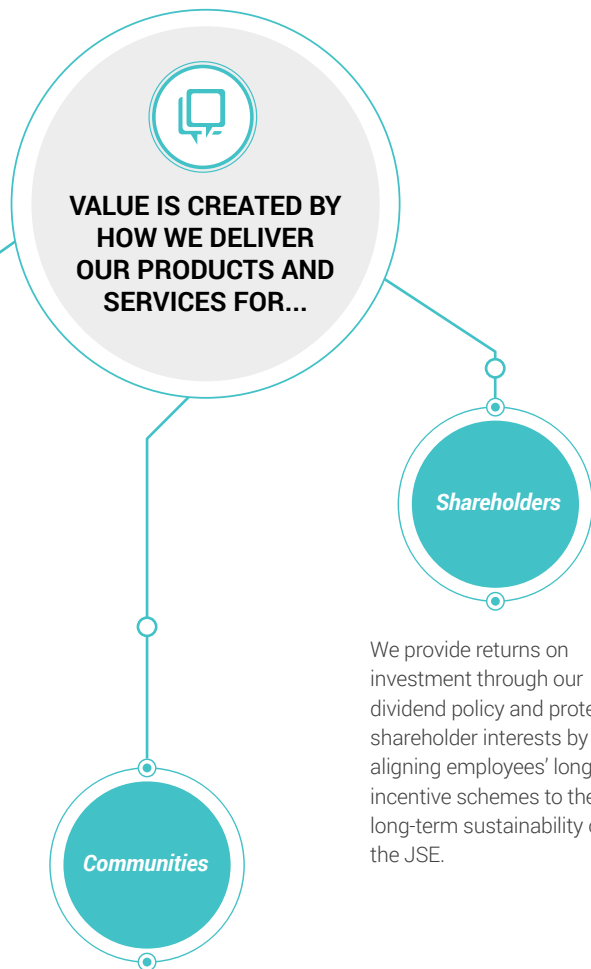 VALUE IS CREATED BY
HOW WE DELIVER
OUR PRODUCTS AND
SERVICES FOR...
Shareholders
We provide returns on
investment through our
dividend policy and
shareholder interests by
aligning employees' long
incentive schemes to the
long-term sustainability
the JSE.
Communities